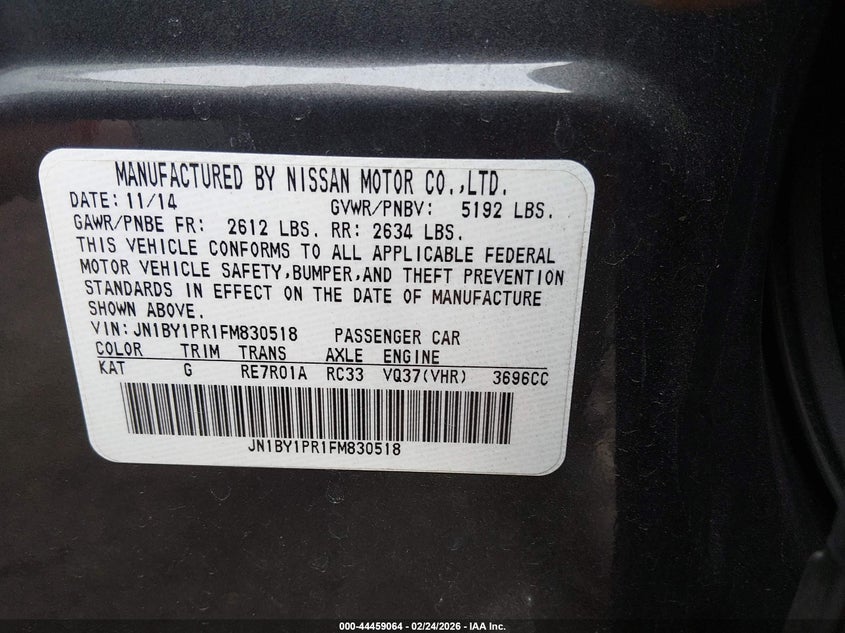 MANUFACTURED BY NISSAN MOTOR CO.,LTD.
DATE: 11/14 GVWR/PNBV: 5192 LBS.
GAWR/PNBE FR: 2612 LBS. RR: 2634 LBS.
THIS VEHICLE CONFORMS TO ALL APPLICABLE FEDERAL
MOTOR VEHICLE SAFETY,BUMPER,AND THEFT PREVENTION
STANDARDS IN EFFECT ON THE DATE OF MANUFACTURE
SHOWN ABOVE.
VIN:JN1BY1PR1FM830518 PASSENGER CAR
COLOR TRIM TRANS AXLE ENGINE
KAT G RE7R01A RC33 VQ37(VHR) 3696CC
JN1BY1PR1FM830518
000-44459064 - 02/24/2026 - IAA Inc.